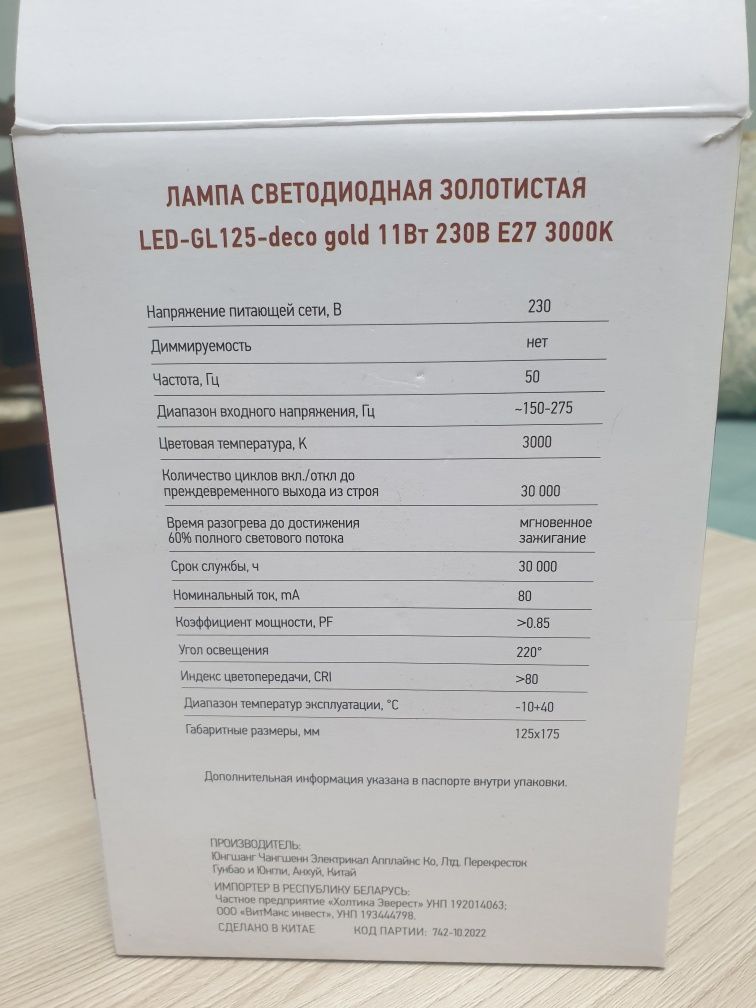 ЛАМПА СВЕТОДИОДНАЯ ЗОЛОТИСТАЯ
LED-GL125-deco gold 11Вт 230В E27 3000K
Напряжение питающей сети, В 230
Диммируемость нет
Частота, Гц 50
Диапазон входного напряжения, Гц ~150-275
Цветовая температура, К 3000
Количество циклов вкл./откл до
преждевременного выхода из строя 30 000
Время разогрева до достижения мгновенное
60% полного светового потока зажигание
Срок службы, ч 30 000
Номинальный ток, mA 80
Коэффициент мощности, PF >0.85
Угол освещения 220°
Индекс цветопередачи, CRI >80
Диапазон температур эксплуатации, °С -10+40
Габаритные размеры, мм 125x175
Дополнительная информация указана в паспорте внутри упаковки.
ПРОИЗВОДИТЕЛЬ:
Юнгшанг Чангшенн Электрикал Апплайнс Ко, Лтд. Перекресток
Гунбао и Юнгли, Анхуй, Китай
ИМПОРТЕР В РЕСПУБЛИКУ БЕЛАРУСЬ:
Частное предприятие «Холтика Эверест» УНП 192014063;
ООО «ВитМакс инвест», УНП 193444798.
СДЕЛАНО В КИТАЕ КОД ПАРТИИ: 742-10.2022